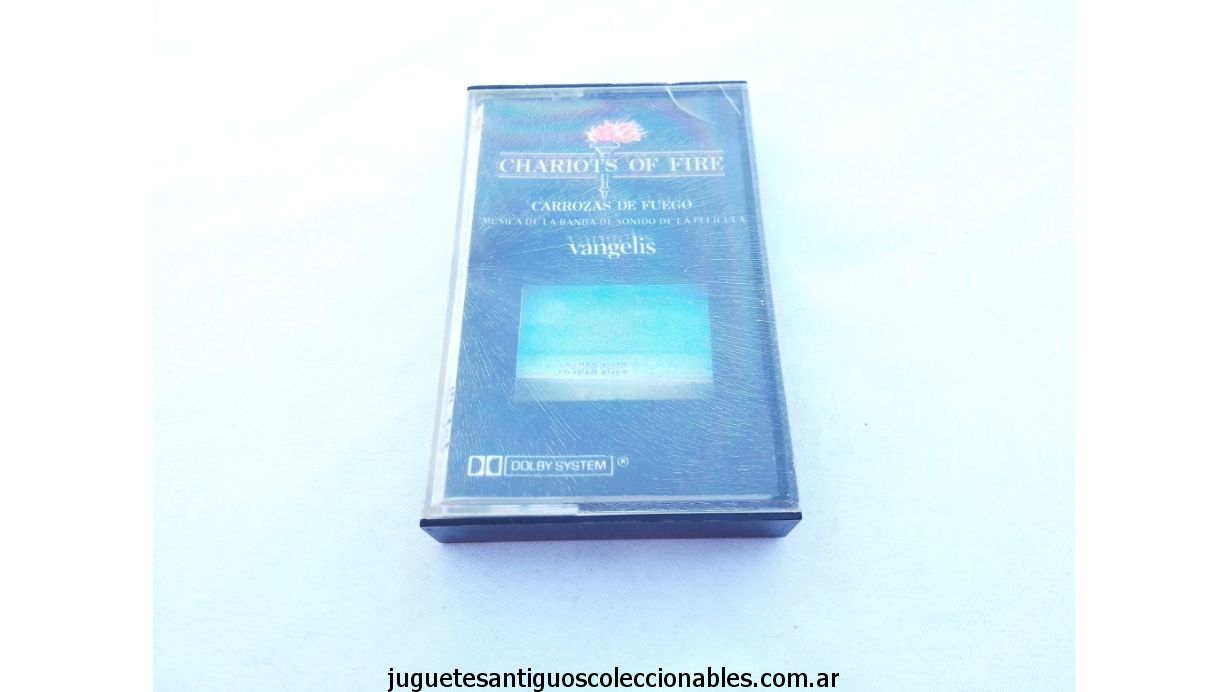 CHARIOTS OF FIRE
CARROZAS DE FUEGO
MUSICA DE LA BANDA DE SONIDO DE LA PELICULA
vangelis
DOLBY SYSTEM ®
juguetesantiguoscoleccionables.com.ar